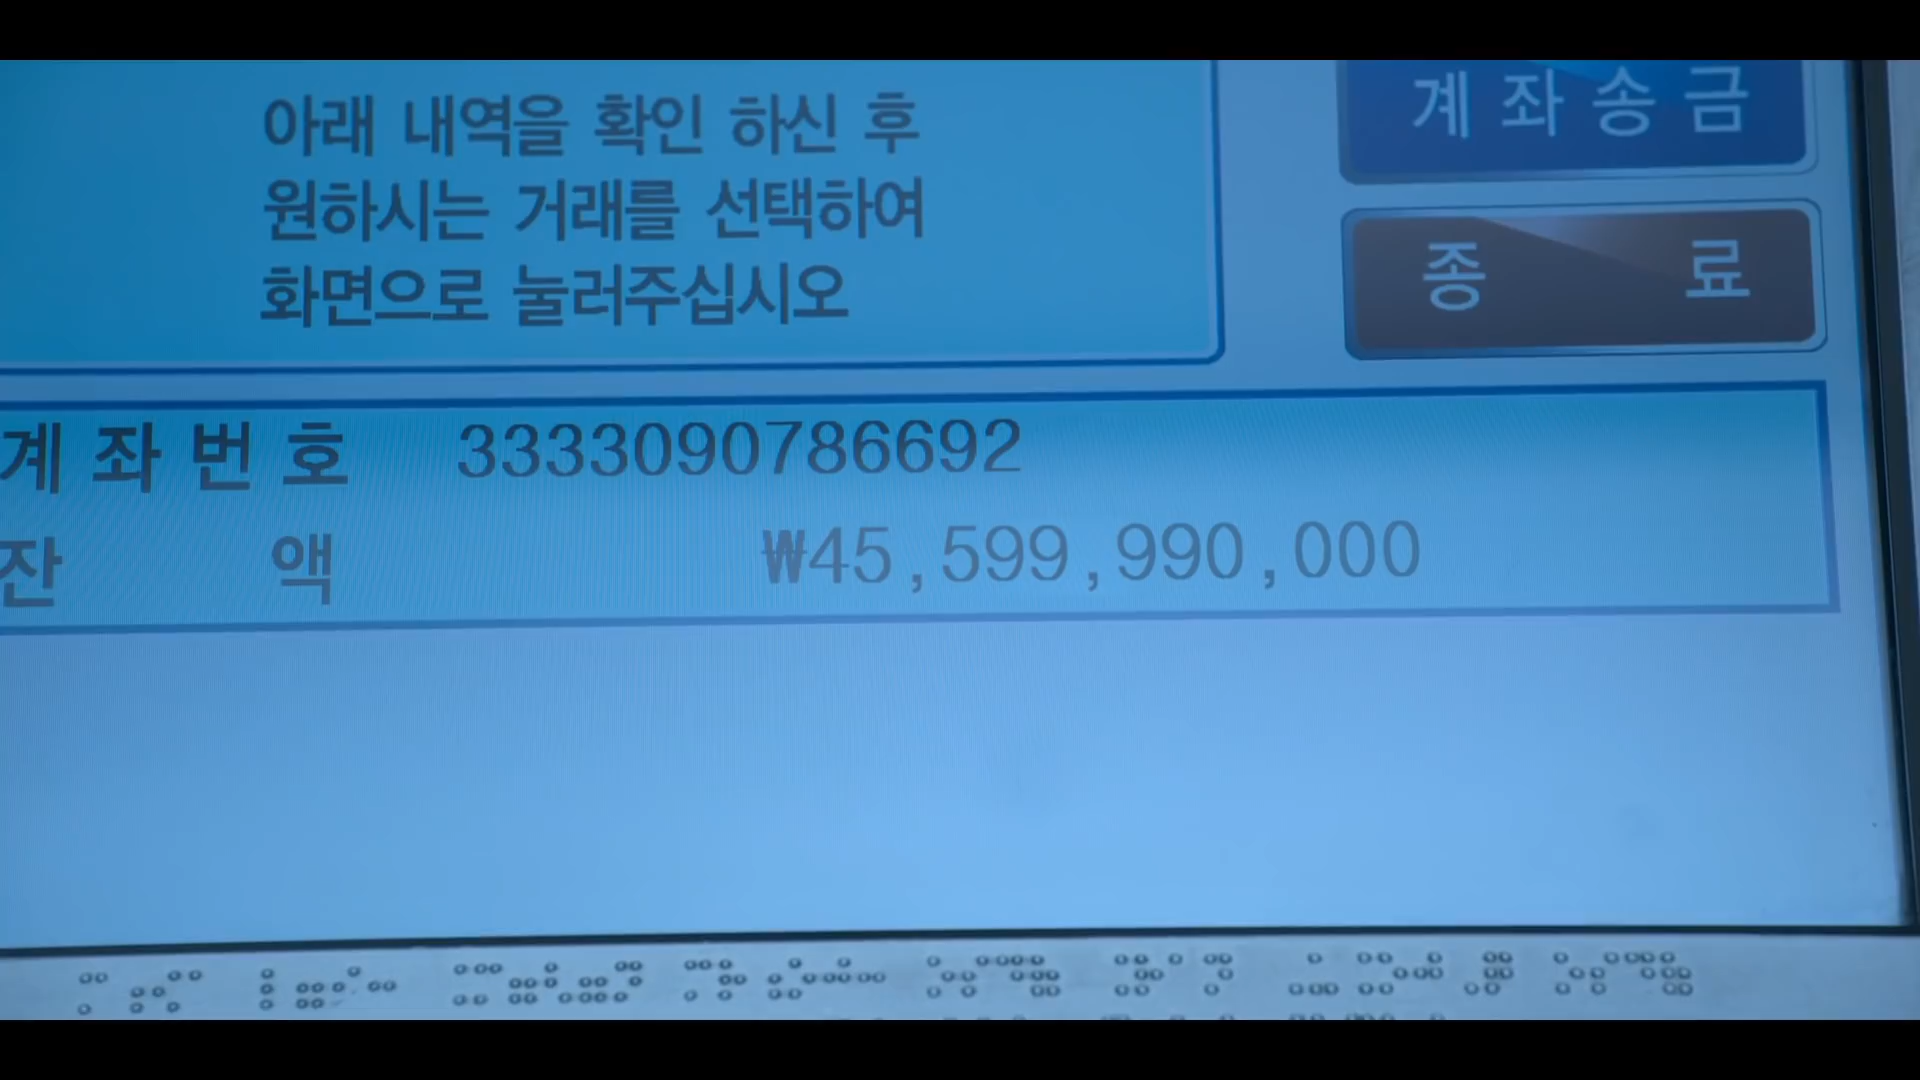 아래 내역을 확인 하신 후
원하시는 거래를 선택하여
화면으로 눌러주십시오
계좌송금
종 료
계좌번호 3333090786692
잔 액 ₩45,599,990,000